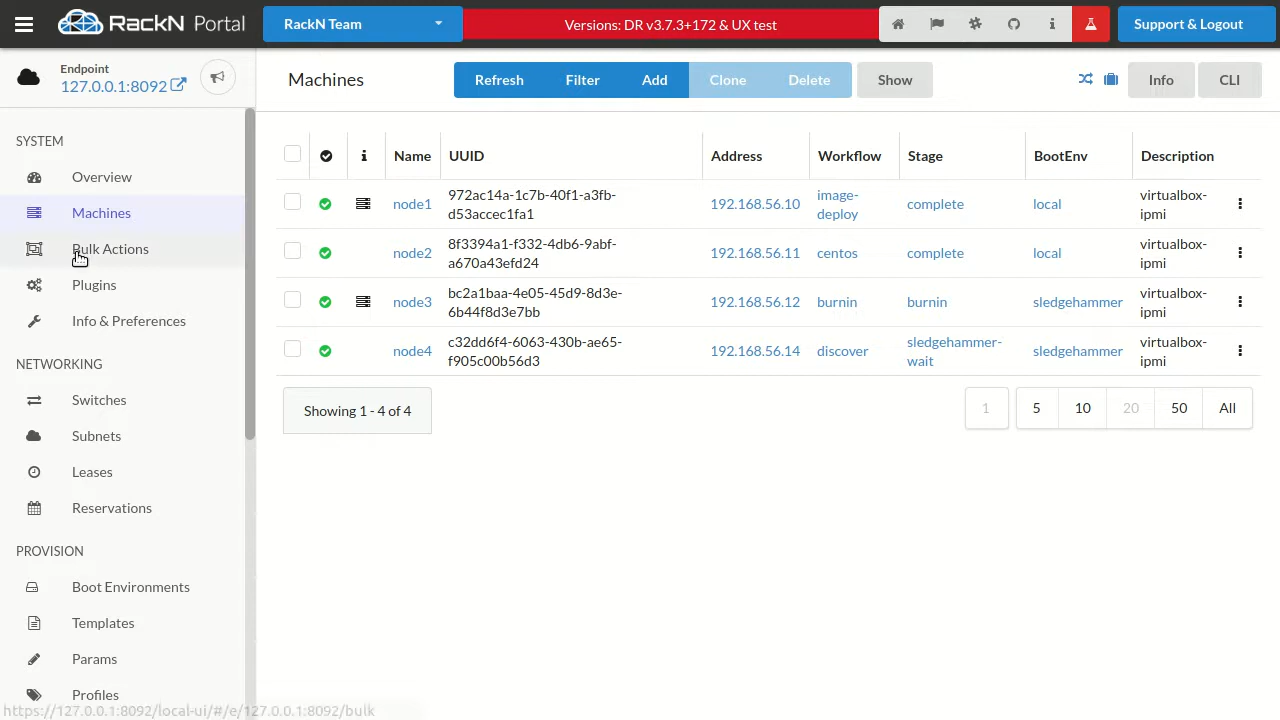 RACKN Portal
RackN Team
Versions: DR v3.7.3+172 & UX test
Support & Logout
Endpoint
127.0.0.1:8092
Machines
Refresh
Filter
Add
Clone
Delete
Show
Info
CLI
SYSTEM
Overview
Machines
Bulk Actions
Plugins
Info & Preferences
NETWORKING
Switches
Subnets
Leases
Reservations
PROVISION
Boot Environments
Templates
Params
Profiles
Name UUID Address Workflow Stage BootEnv Description
node1 972ac14a-1c7b-40f1-a3fb-d53accec1fa1 192.168.56.10 image-deploy complete local virtualbox-ipmi
node2 8f3394a1-f332-4db6-9abf-a670a43efd24 192.168.56.11 centos complete local virtualbox-ipmi
node3 bc2a1baa-4e05-45d9-8d3e-6b44f8d3e7bb 192.168.56.12 burnin burnin sledgehammer virtualbox-ipmi
node4 c32dd6f4-6063-430b-ae65-f905c00b56d3 192.168.56.14 discover sledgehammer-wait sledgehammer virtualbox-ipmi
Showing 1 - 4 of 4
1
5 10 20 50 All
https://127.0.0.1:8092/local-ui/#/e/127.0.0.1:8092/bulk